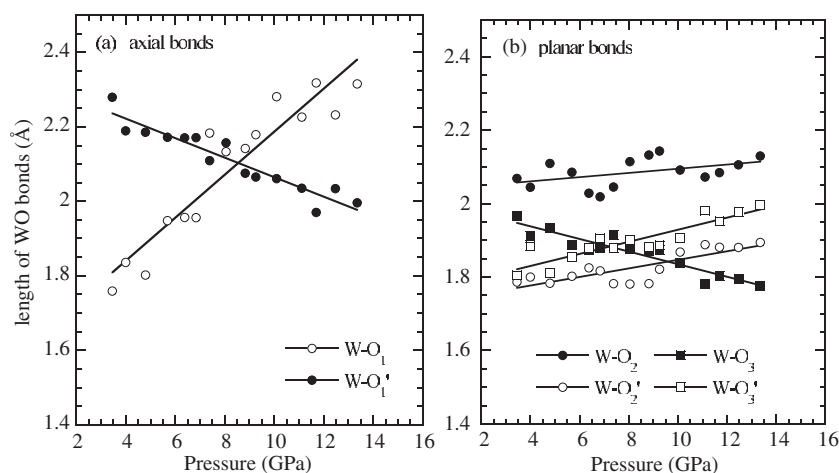 (a) axial bonds
2.4
2.2
2
1.8
1.6
1.4
length of WO bonds (Å)
W-O1
W-O1'
2 4 6 8 10 12 14 16
Pressure (GPa)
(b) planar bonds
2.4
2.2
2
1.8
1.6
1.4
W-O2 W-O3
W-O2' W-O3'
2 4 6 8 10 12 14 16
Pressure (GPa)